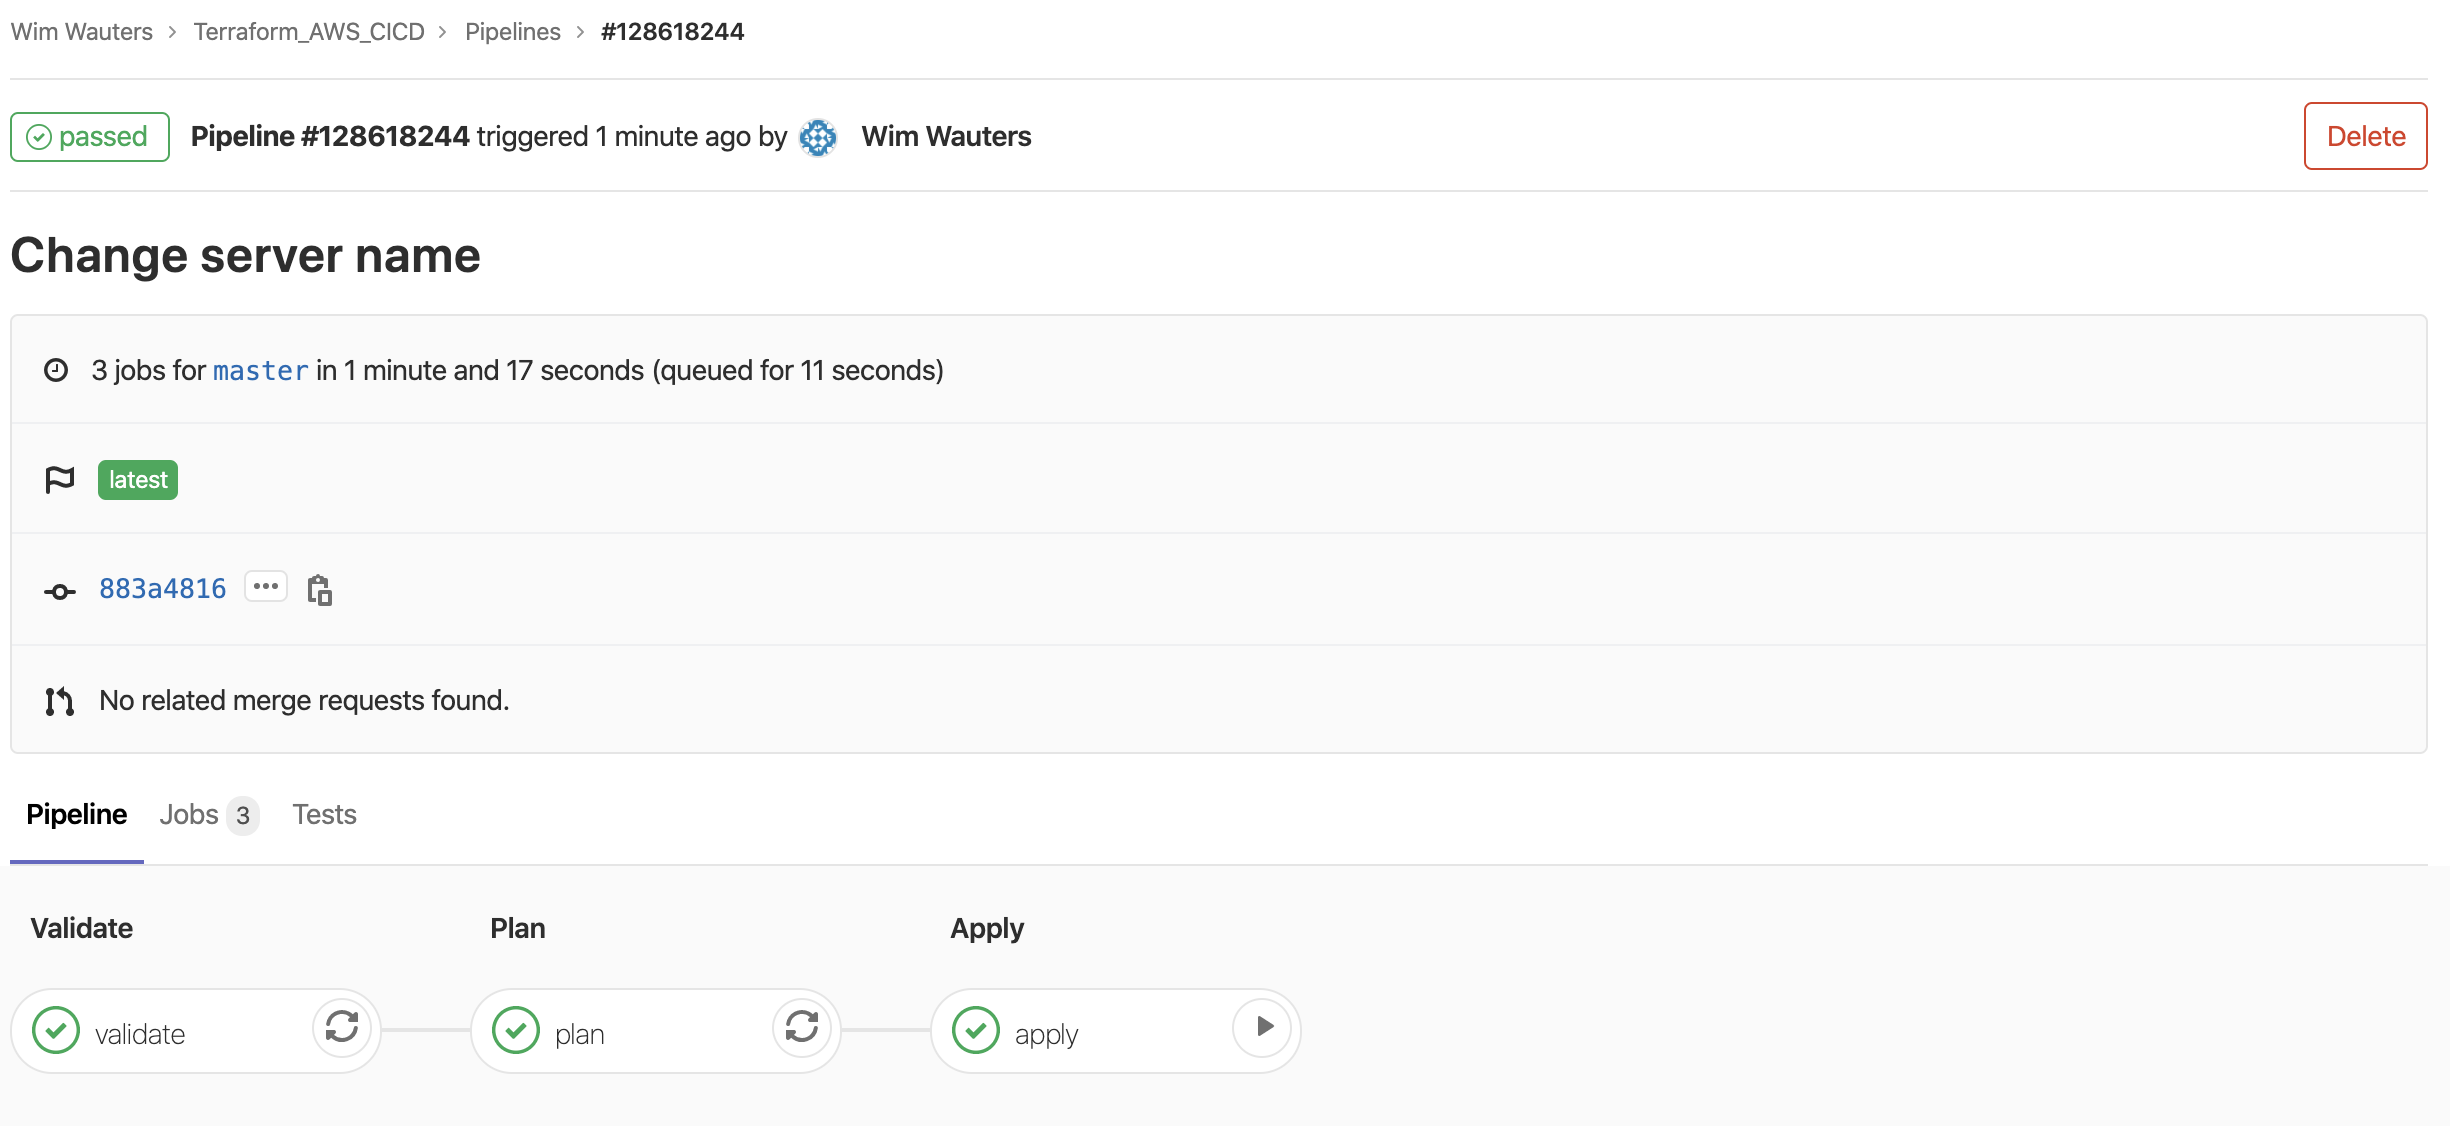 Wim Wauters > Terraform_AWS_CICD > Pipelines > #128618244
passed Pipeline #128618244 triggered 1 minute ago by Wim Wauters Delete
Change server name
3 jobs for master in 1 minute and 17 seconds (queued for 11 seconds)
latest
883a4816 ...
No related merge requests found.
Pipeline Jobs 3 Tests
Validate Plan Apply
validate plan apply